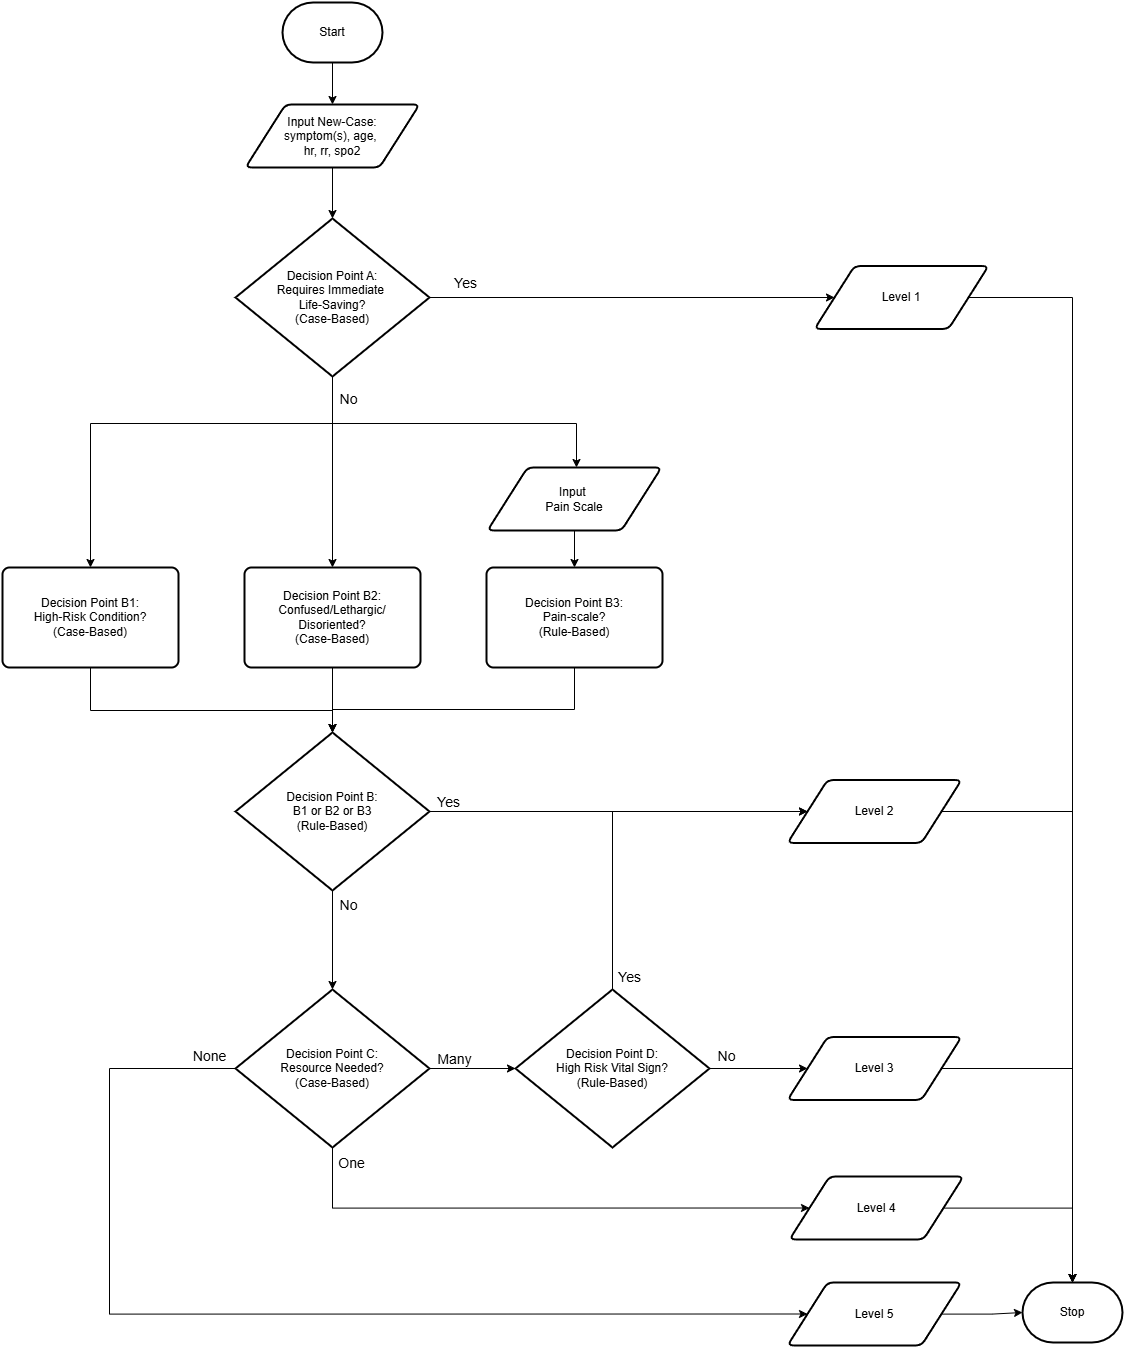 Start
Input New-Case:
symptom(s), age,
hr, rr, spo2
Decision Point A:
Requires Immediate
Life-Saving?
(Case-Based)
Yes
Level 1
No
Input
Pain Scale
Decision Point B1:
High-Risk Condition?
(Case-Based)
Decision Point B2:
Confused/Lethargic/
Disoriented?
(Case-Based)
Decision Point B3:
Pain-scale?
(Rule-Based)
Decision Point B:
B1 or B2 or B3
(Rule-Based)
Yes
Level 2
No
Yes
None
Decision Point C:
Resource Needed?
(Case-Based)
Many
Decision Point D:
High Risk Vital Sign?
(Rule-Based)
No
Level 3
One
Level 4
Level 5
Stop